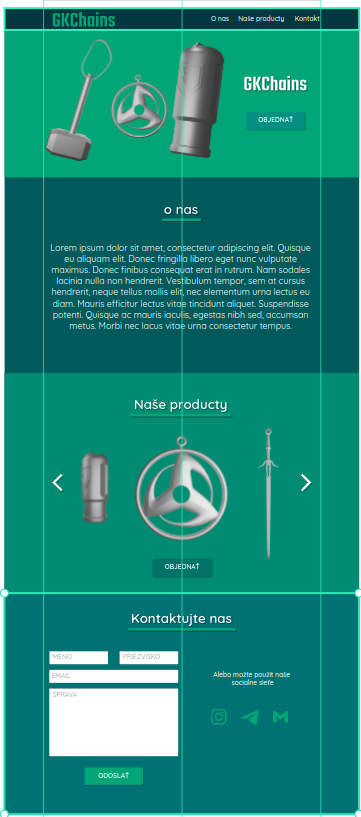 GKChains
O nas
Naše producty
Kontakt
GKChains
OBJEDNAŤ
o nas
Lorem ipsum dolor sit amet, consectetur adipiscing elit. Quisque
eu aliquam elit. Donec fringilla libero eget nunc vulputate
maximus. Donec finibus consequat erat in rutrum. Nam sodales
lacinia nulla non hendrerit. Vestibulum tempor, sem at cursus
hendrerit, neque tellus mollis elit, nec elementum urna lectus eu
diam. Mauris efficitur lectus vitae tincidunt aliquet. Suspendisse
potenti. Quisque ac mauris iaculis, egestas nibh sed, accumsan
metus. Morbi nec lacus vitae urna consectetur tempus.
Naše producty
OBJEDNAŤ
Kontaktujte nas
MENO
PRIEZVISKO
EMAIL
SPRAVA
ODOSLAŤ
Alebo možte použit naše
socialne siete